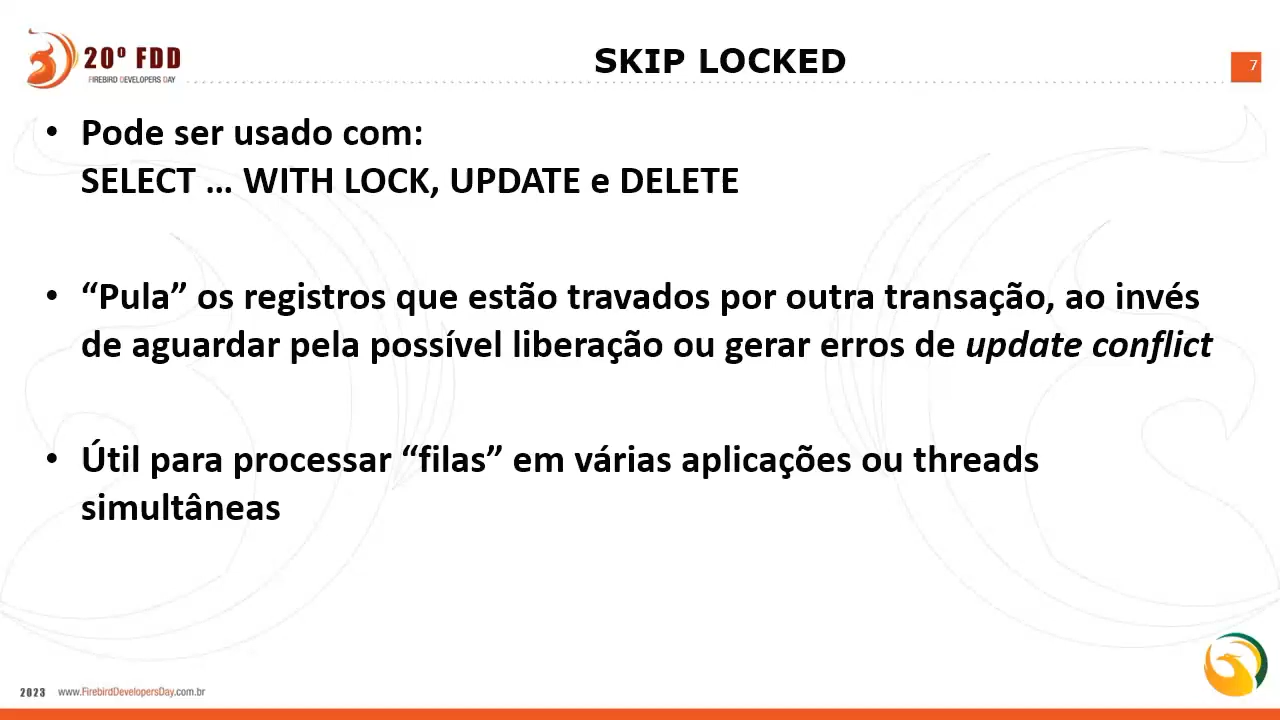 20º FDD
FIREBIRD DEVELOPERS DAY
SKIP LOCKED
7
• Pode ser usado com:
SELECT ... WITH LOCK, UPDATE e DELETE
• “Pula” os registros que estão travados por outra transação, ao invés
de aguardar pela possível liberação ou gerar erros de update conflict
• Útil para processar “filas” em várias aplicações ou threads
simultâneas
2023 www.FirebirdDevelopersDay.com.br